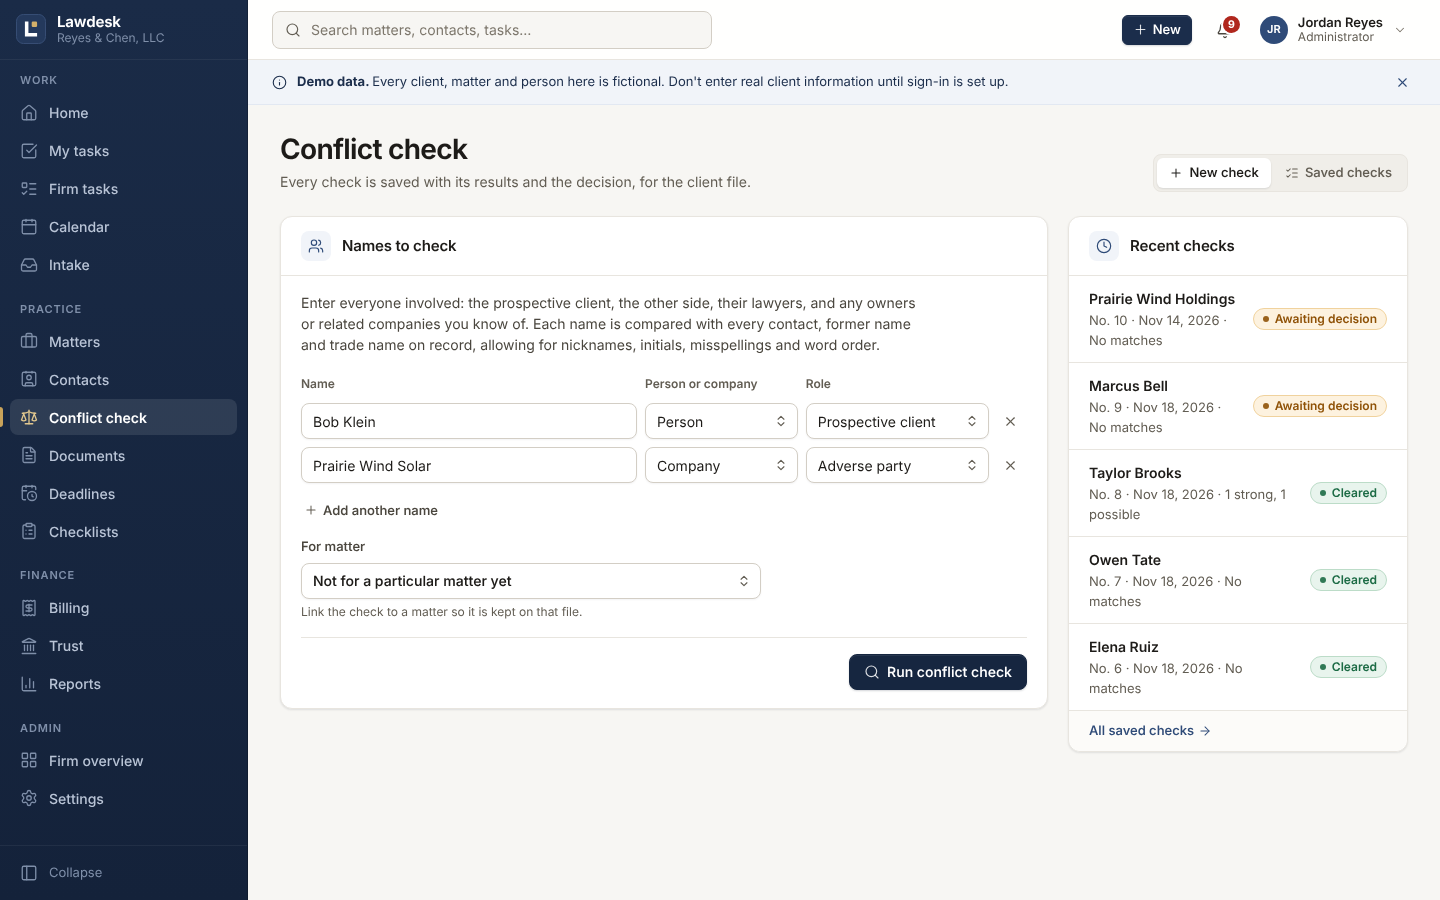 Lawdesk
Reyes & Chen, LLC
WORK
Home
My tasks
Firm tasks
Calendar
Intake
PRACTICE
Matters
Contacts
Conflict check
Documents
Deadlines
Checklists
FINANCE
Billing
Trust
Reports
ADMIN
Firm overview
Settings
Collapse
Search matters, contacts, tasks...
New
9
JR
Jordan Reyes
Administrator
Demo data. Every client, matter and person here is fictional. Don't enter real client information until sign-in is set up.
Conflict check
Every check is saved with its results and the decision, for the client file.
New check
Saved checks
Names to check
Enter everyone involved: the prospective client, the other side, their lawyers, and any owners
or related companies you know of. Each name is compared with every contact, former name
and trade name on record, allowing for nicknames, initials, misspellings and word order.
Name Person or company Role
Bob Klein Person Prospective client
Prairie Wind Solar Company Adverse party
Add another name
For matter
Not for a particular matter yet
Link the check to a matter so it is kept on that file.
Run conflict check
Recent checks
Prairie Wind Holdings
No. 10 · Nov 14, 2026 ·
No matches
Awaiting decision
Marcus Bell
No. 9 · Nov 18, 2026 ·
No matches
Awaiting decision
Taylor Brooks
No. 8 · Nov 18, 2026 · 1 strong, 1
possible
Cleared
Owen Tate
No. 7 · Nov 18, 2026 · No
matches
Cleared
Elena Ruiz
No. 6 · Nov 18, 2026 · No
matches
Cleared
All saved checks